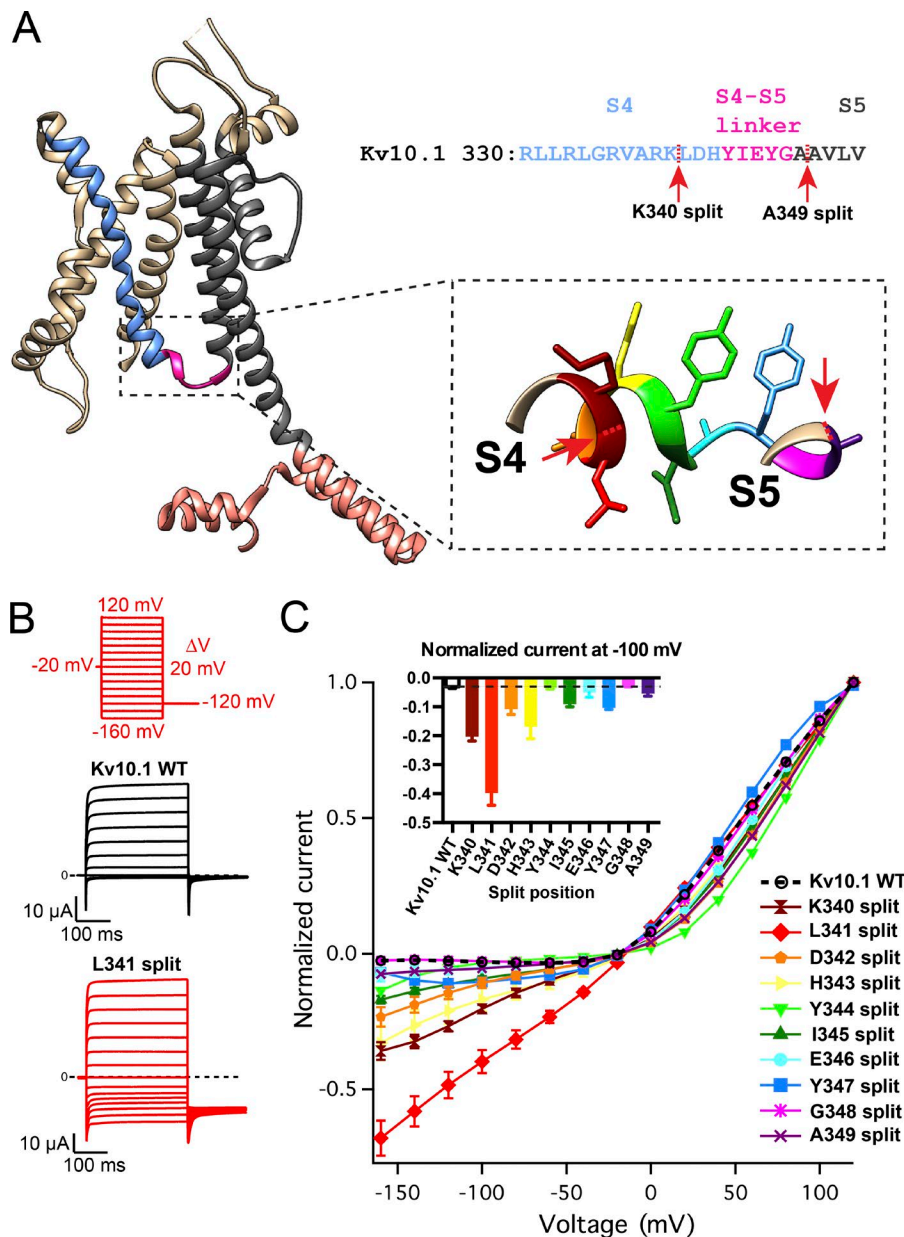 A
S4
S4-S5
linker
S5
Kv10.1 330:RLLRLGRVARKLDHYIEYGAAVLV
K340 split
A349 split
S4
S5
B
120 mV
ΔV
-20 mV
20 mV
-120 mV
-160 mV
Kv10.1 WT
0
10 µA
100 ms
L341 split
0
10 µA
100 ms
C
Normalized current at -100 mV
0.0
-0.1
-0.2
-0.3
-0.4
-0.5
Kv10.1 WT
K340
L341
D342
H343
Y344
I345
E346
Y347
G348
A349
Split position
1.0
0.5
0.0
-0.5
Normalized current
-150
-100
-50
0
50
100
Voltage (mV)
Kv10.1 WT
K340 split
L341 split
D342 split
H343 split
Y344 split
I345 split
E346 split
Y347 split
G348 split
A349 split